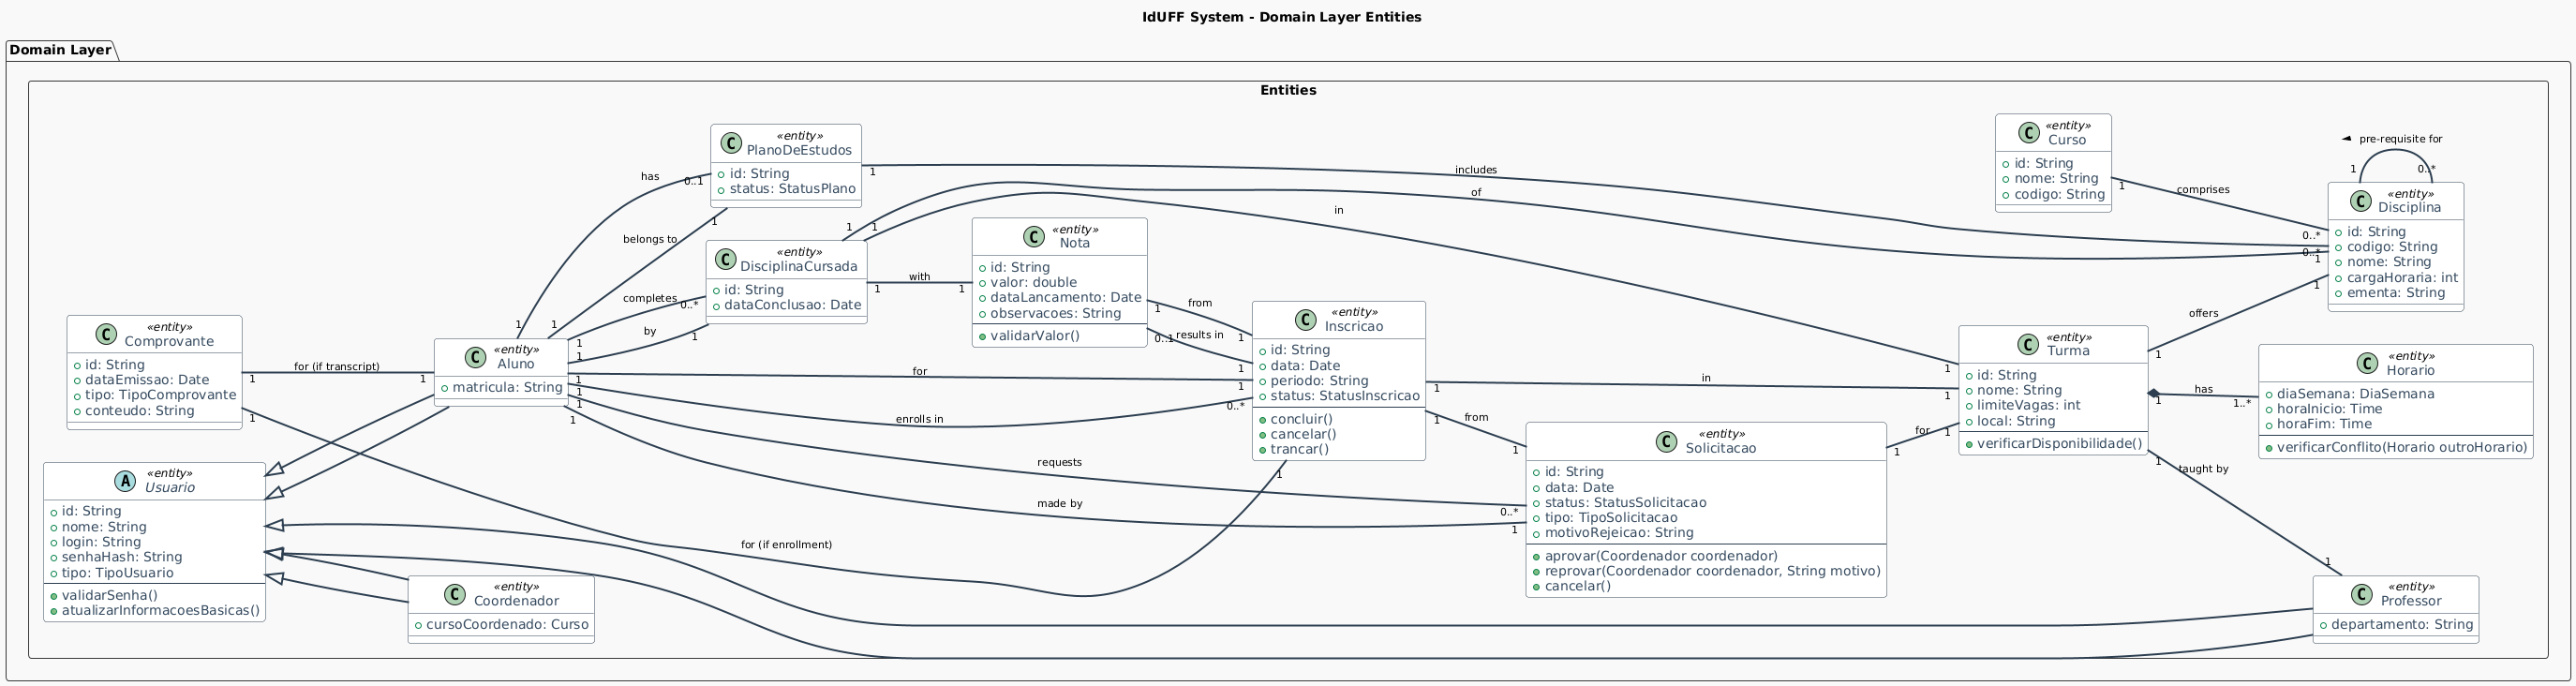 IdUFF System - Domain Layer Entities
Domain Layer
Entities
«entity»
Curso
id: String
nome: String
codigo: String
◄ pre-requisite for
1
0..*
«entity»
PlanoDeEstudos
id: String
status: StatusPlano
has
0..1
1
includes
of
in
1
comprises
«entity»
Disciplina
id: String
codigo: String
nome: String
cargaHoraria: int
ementa: String
0..*
0..*
1
1
belongs to
1
1
1
«entity»
DisciplinaCursada
id: String
dataConclusao: Date
with
1
1
«entity»
Nota
id: String
valor: double
dataLancamento: Date
observacoes: String
validarValor()
completes
0..*
by
1
1
1
1
1
from
1
1
results in
0..1
1
«entity»
Inscricao
id: String
data: Date
periodo: String
status: StatusInscricao
concluir()
cancelar()
trancar()
offers
1
«entity»
Turma
id: String
nome: String
limiteVagas: int
local: String
verificarDisponibilidade()
1
«entity»
Horario
diaSemana: DiaSemana
horaInicio: Time
horaFim: Time
verificarConflito(Horario outroHorario)
has
1
1..*
«entity»
Comprovante
id: String
dataEmissao: Date
tipo: TipoComprovante
conteudo: String
for (if transcript)
1
1
«entity»
Aluno
matricula: String
for
1
1
enrolls in
1
0..*
in
1
1
from
1
1
for
1
1
taught by
1
1
1
1
requests
1
0..*
made by
1
1
for (if enrollment)
«entity»
Solicitacao
id: String
data: Date
status: StatusSolicitacao
tipo: TipoSolicitacao
motivoRejeicao: String
aprovar(Coordenador coordenador)
reprovar(Coordenador coordenador, String motivo)
cancelar()
«entity»
Usuario
id: String
nome: String
login: String
senhaHash: String
tipo: TipoUsuario
validarSenha()
atualizarInformacoesBasicas()
«entity»
Coordenador
cursoCoordenado: Curso
«entity»
Professor
departamento: String